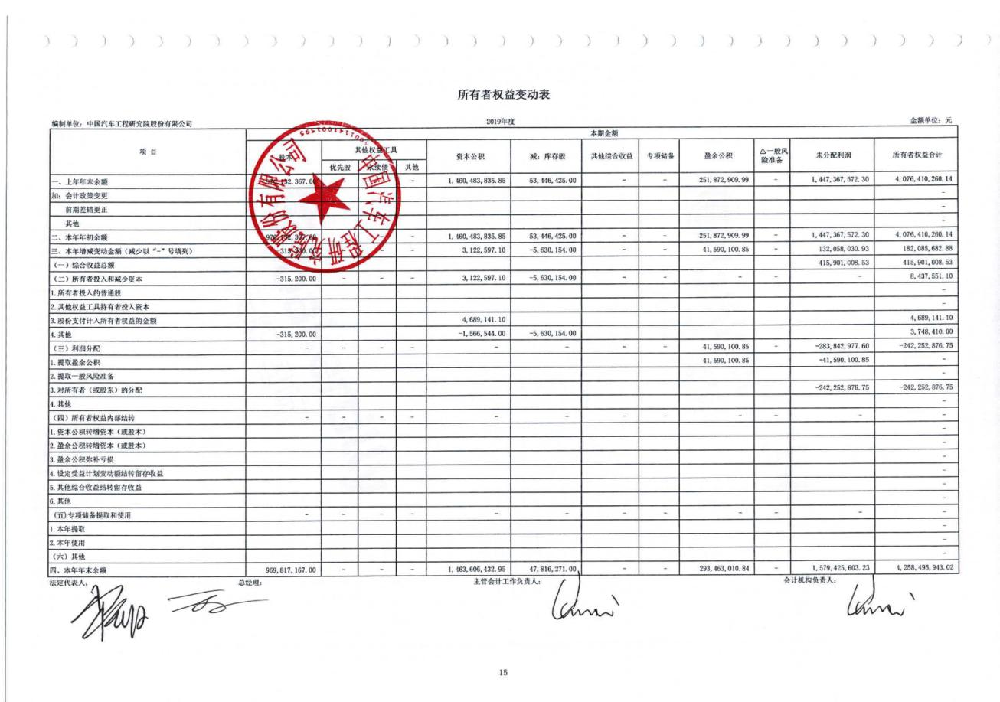 所有者权益变动表
编制单位：中国汽车工程研究院股份有限公司 2019年度 金额单位：元
项 目 本期金额
股本 其他权益工具 资本公积 减：库存股 其他综合收益 专项储备 盈余公积 △一般风险准备 未分配利润 所有者权益合计
优先股 永续债 其他
一、上年年末余额 970,132,367.00 - - 1,460,483,835.85 53,446,425.00 - - 251,872,909.99 - 1,447,367,572.30 4,076,410,260.14
加：会计政策变更 -
前期差错更正 -
其他 -
二、本年年初余额 970,132,367.00 - - 1,460,483,835.85 53,446,425.00 - - 251,872,909.99 - 1,447,367,572.30 4,076,410,260.14
三、本年增减变动金额（减少以“-”号填列） -315,200.00 - - - 3,122,597.10 -5,630,154.00 - - 41,590,100.85 - 132,058,030.93 182,085,682.88
（一）综合收益总额 415,901,008.53 415,901,008.53
（二）所有者投入和减少资本 -315,200.00 - - - 3,122,597.10 -5,630,154.00 - - - - - 8,437,551.10
1.所有者投入的普通股 -
2.其他权益工具持有者投入资本 -
3.股份支付计入所有者权益的金额 4,689,141.10 4,689,141.10
4.其他 -315,200.00 -1,566,544.00 -5,630,154.00 3,748,410.00
（三）利润分配 - - - - - - - - 41,590,100.85 - -283,842,977.60 -242,252,876.75
1.提取盈余公积 41,590,100.85 -41,590,100.85 -
2.提取一般风险准备 -
3.对所有者（或股东）的分配 -242,252,876.75 -242,252,876.75
4.其他 -
（四）所有者权益内部结转 - - - - - - - - - - - -
1.资本公积转增资本（或股本） -
2.盈余公积转增资本（或股本） -
3.盈余公积弥补亏损 -
4.设定受益计划变动额结转留存收益 -
5.其他综合收益结转留存收益 -
6.其他 -
（五）专项储备提取和使用 - - - - - - - - - - - -
1.本年提取 -
2.本年使用 -
（六）其他 -
四、本年年末余额 969,817,167.00 - - - 1,463,606,432.95 47,816,271.00 - - 293,463,010.84 - 1,579,425,603.23 4,258,495,943.02
法定代表人： 总经理： 主管会计工作负责人： 会计机构负责人：
中国汽车工程研究院股份有限公司
15